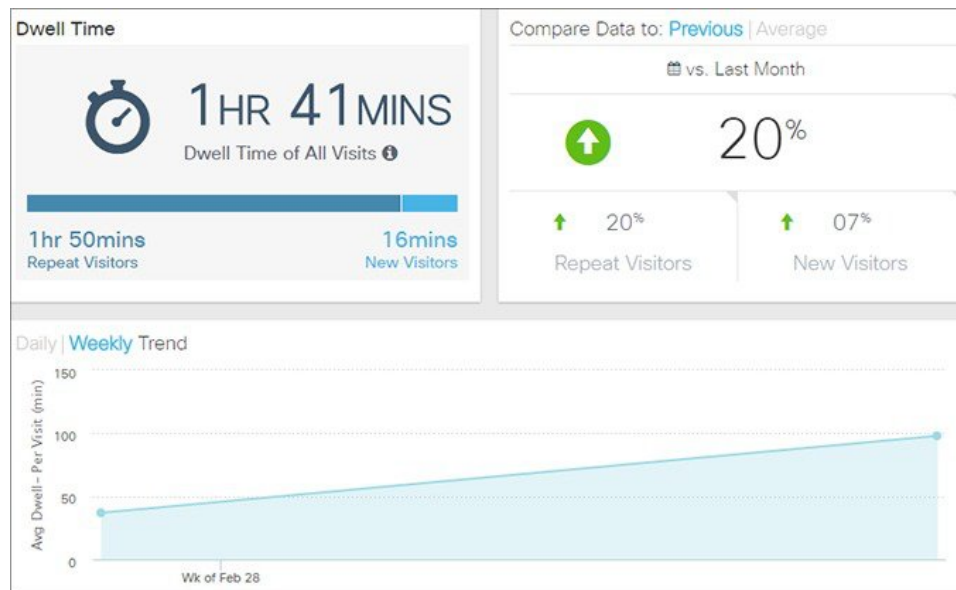 Dwell Time
1HR 41MINS
Dwell Time of All Visits
1hr 50mins
Repeat Visitors
16mins
New Visitors
Compare Data to: Previous | Average
vs. Last Month
20%
20%
Repeat Visitors
07%
New Visitors
Daily | Weekly Trend
Avg Dwell - Per Visit (min)
150
100
50
0
Wk of Feb 28